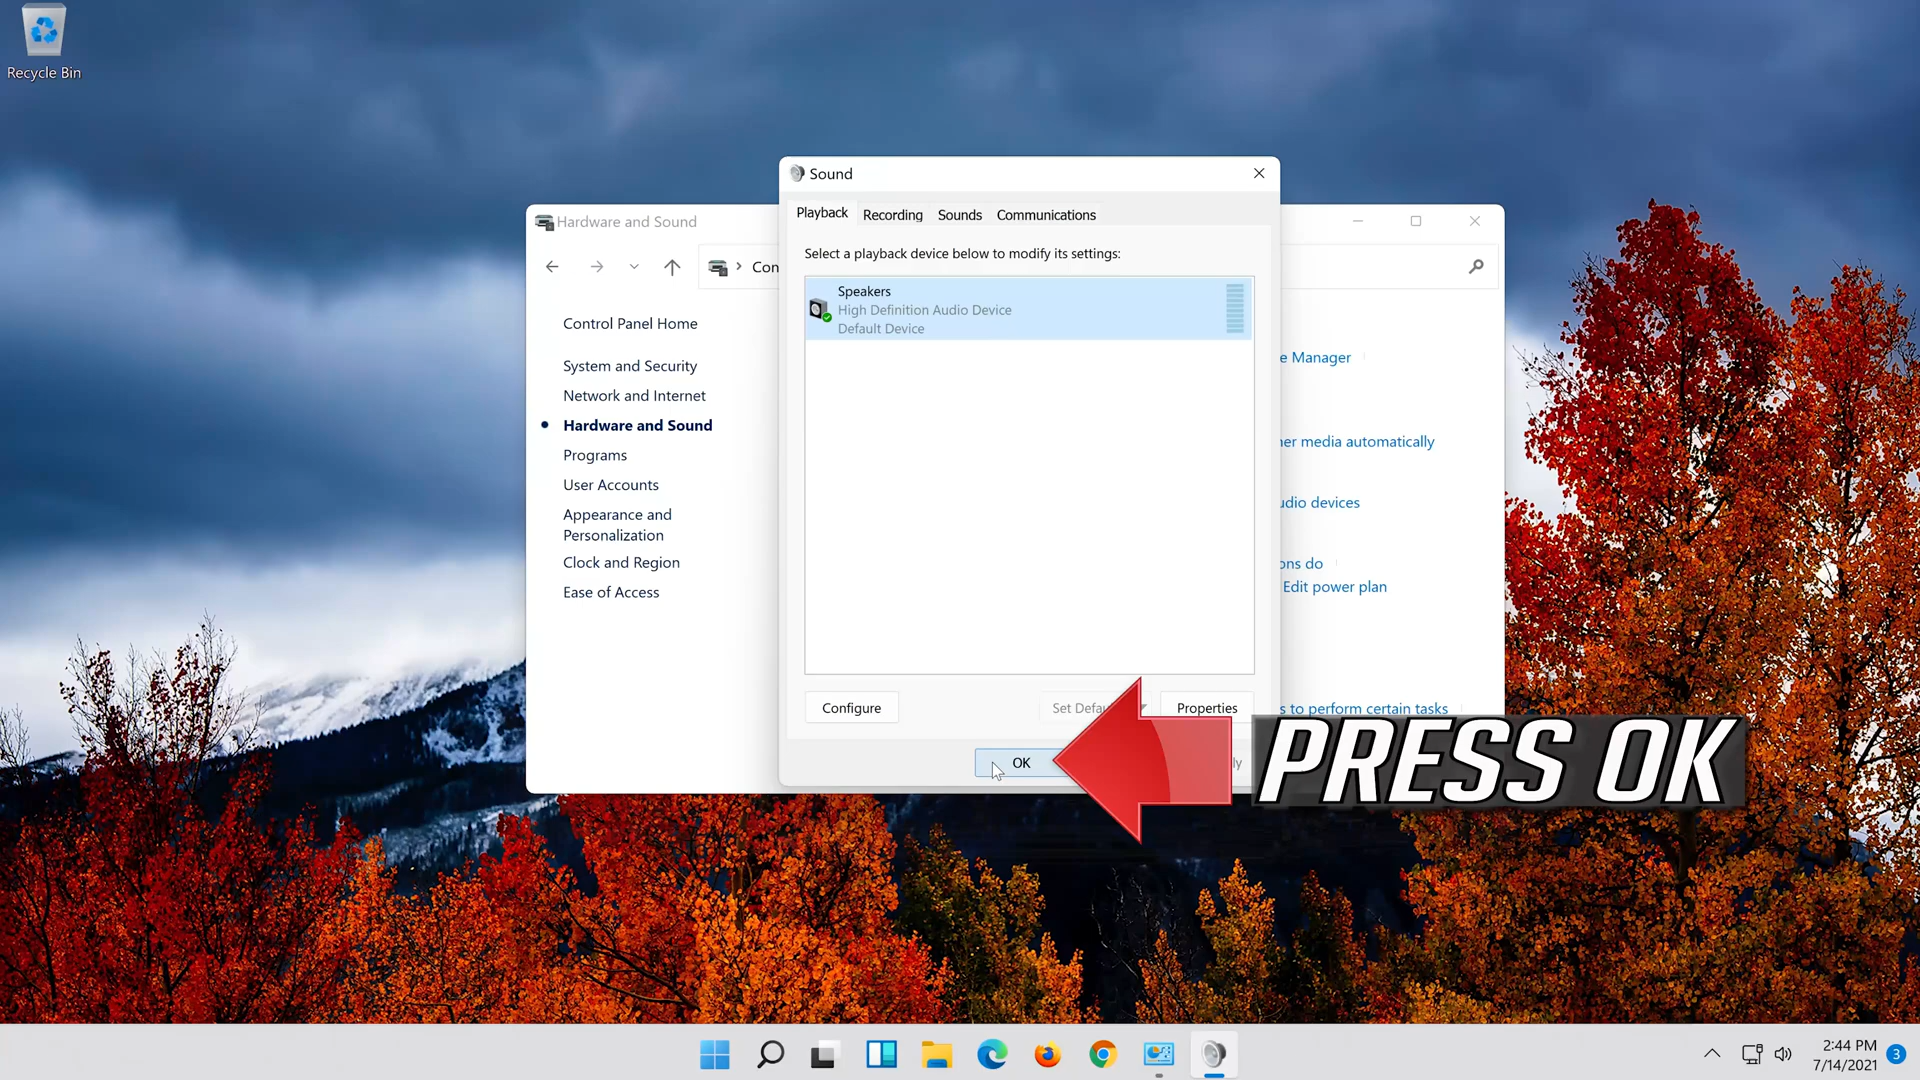 Recycle Bin
Sound
Playback
Recording
Sounds
Communications
Hardware and Sound
Select a playback device below to modify its settings:
Con
Speakers
High Definition Audio Device
Default Device
Control Panel Home
System and Security
Network and Internet
Hardware and Sound
Programs
User Accounts
Appearance and
Personalization
Clock and Region
Ease of Access
e Manager
er media automatically
udio devices
ons do
Edit power plan
s to perform certain tasks
Configure
Set Defau
Properties
OK
ly
PRESS OK
2:44 PM
7/14/2021
3